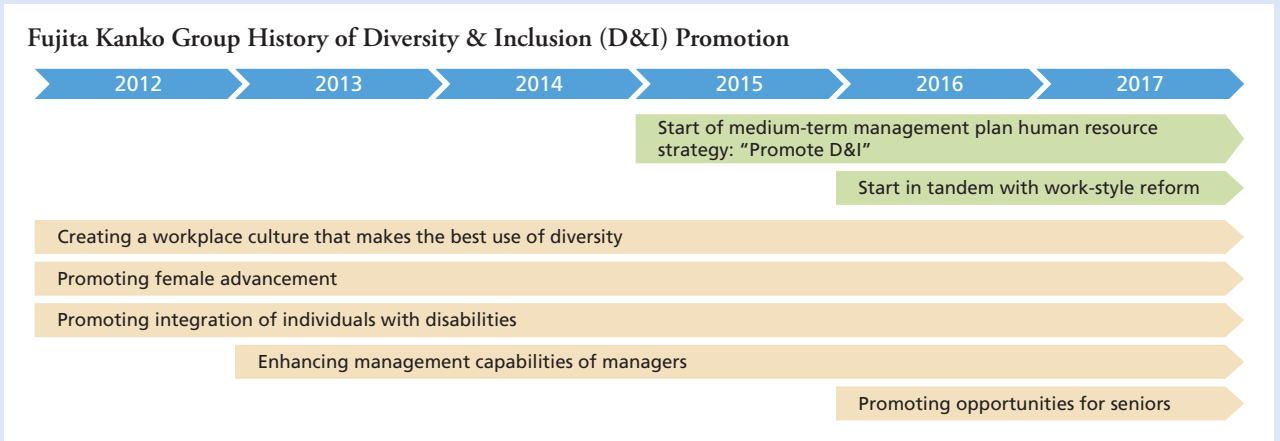 Fujita Kanko Group History of Diversity & Inclusion (D&I) Promotion
2012 2013 2014 2015 2016 2017
Start of medium-term management plan human resource
strategy: “Promote D&I”
Start in tandem with work-style reform
Creating a workplace culture that makes the best use of diversity
Promoting female advancement
Promoting integration of individuals with disabilities
Enhancing management capabilities of managers
Promoting opportunities for seniors